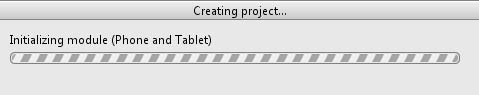 Creating project...
Initializing module (Phone and Tablet)